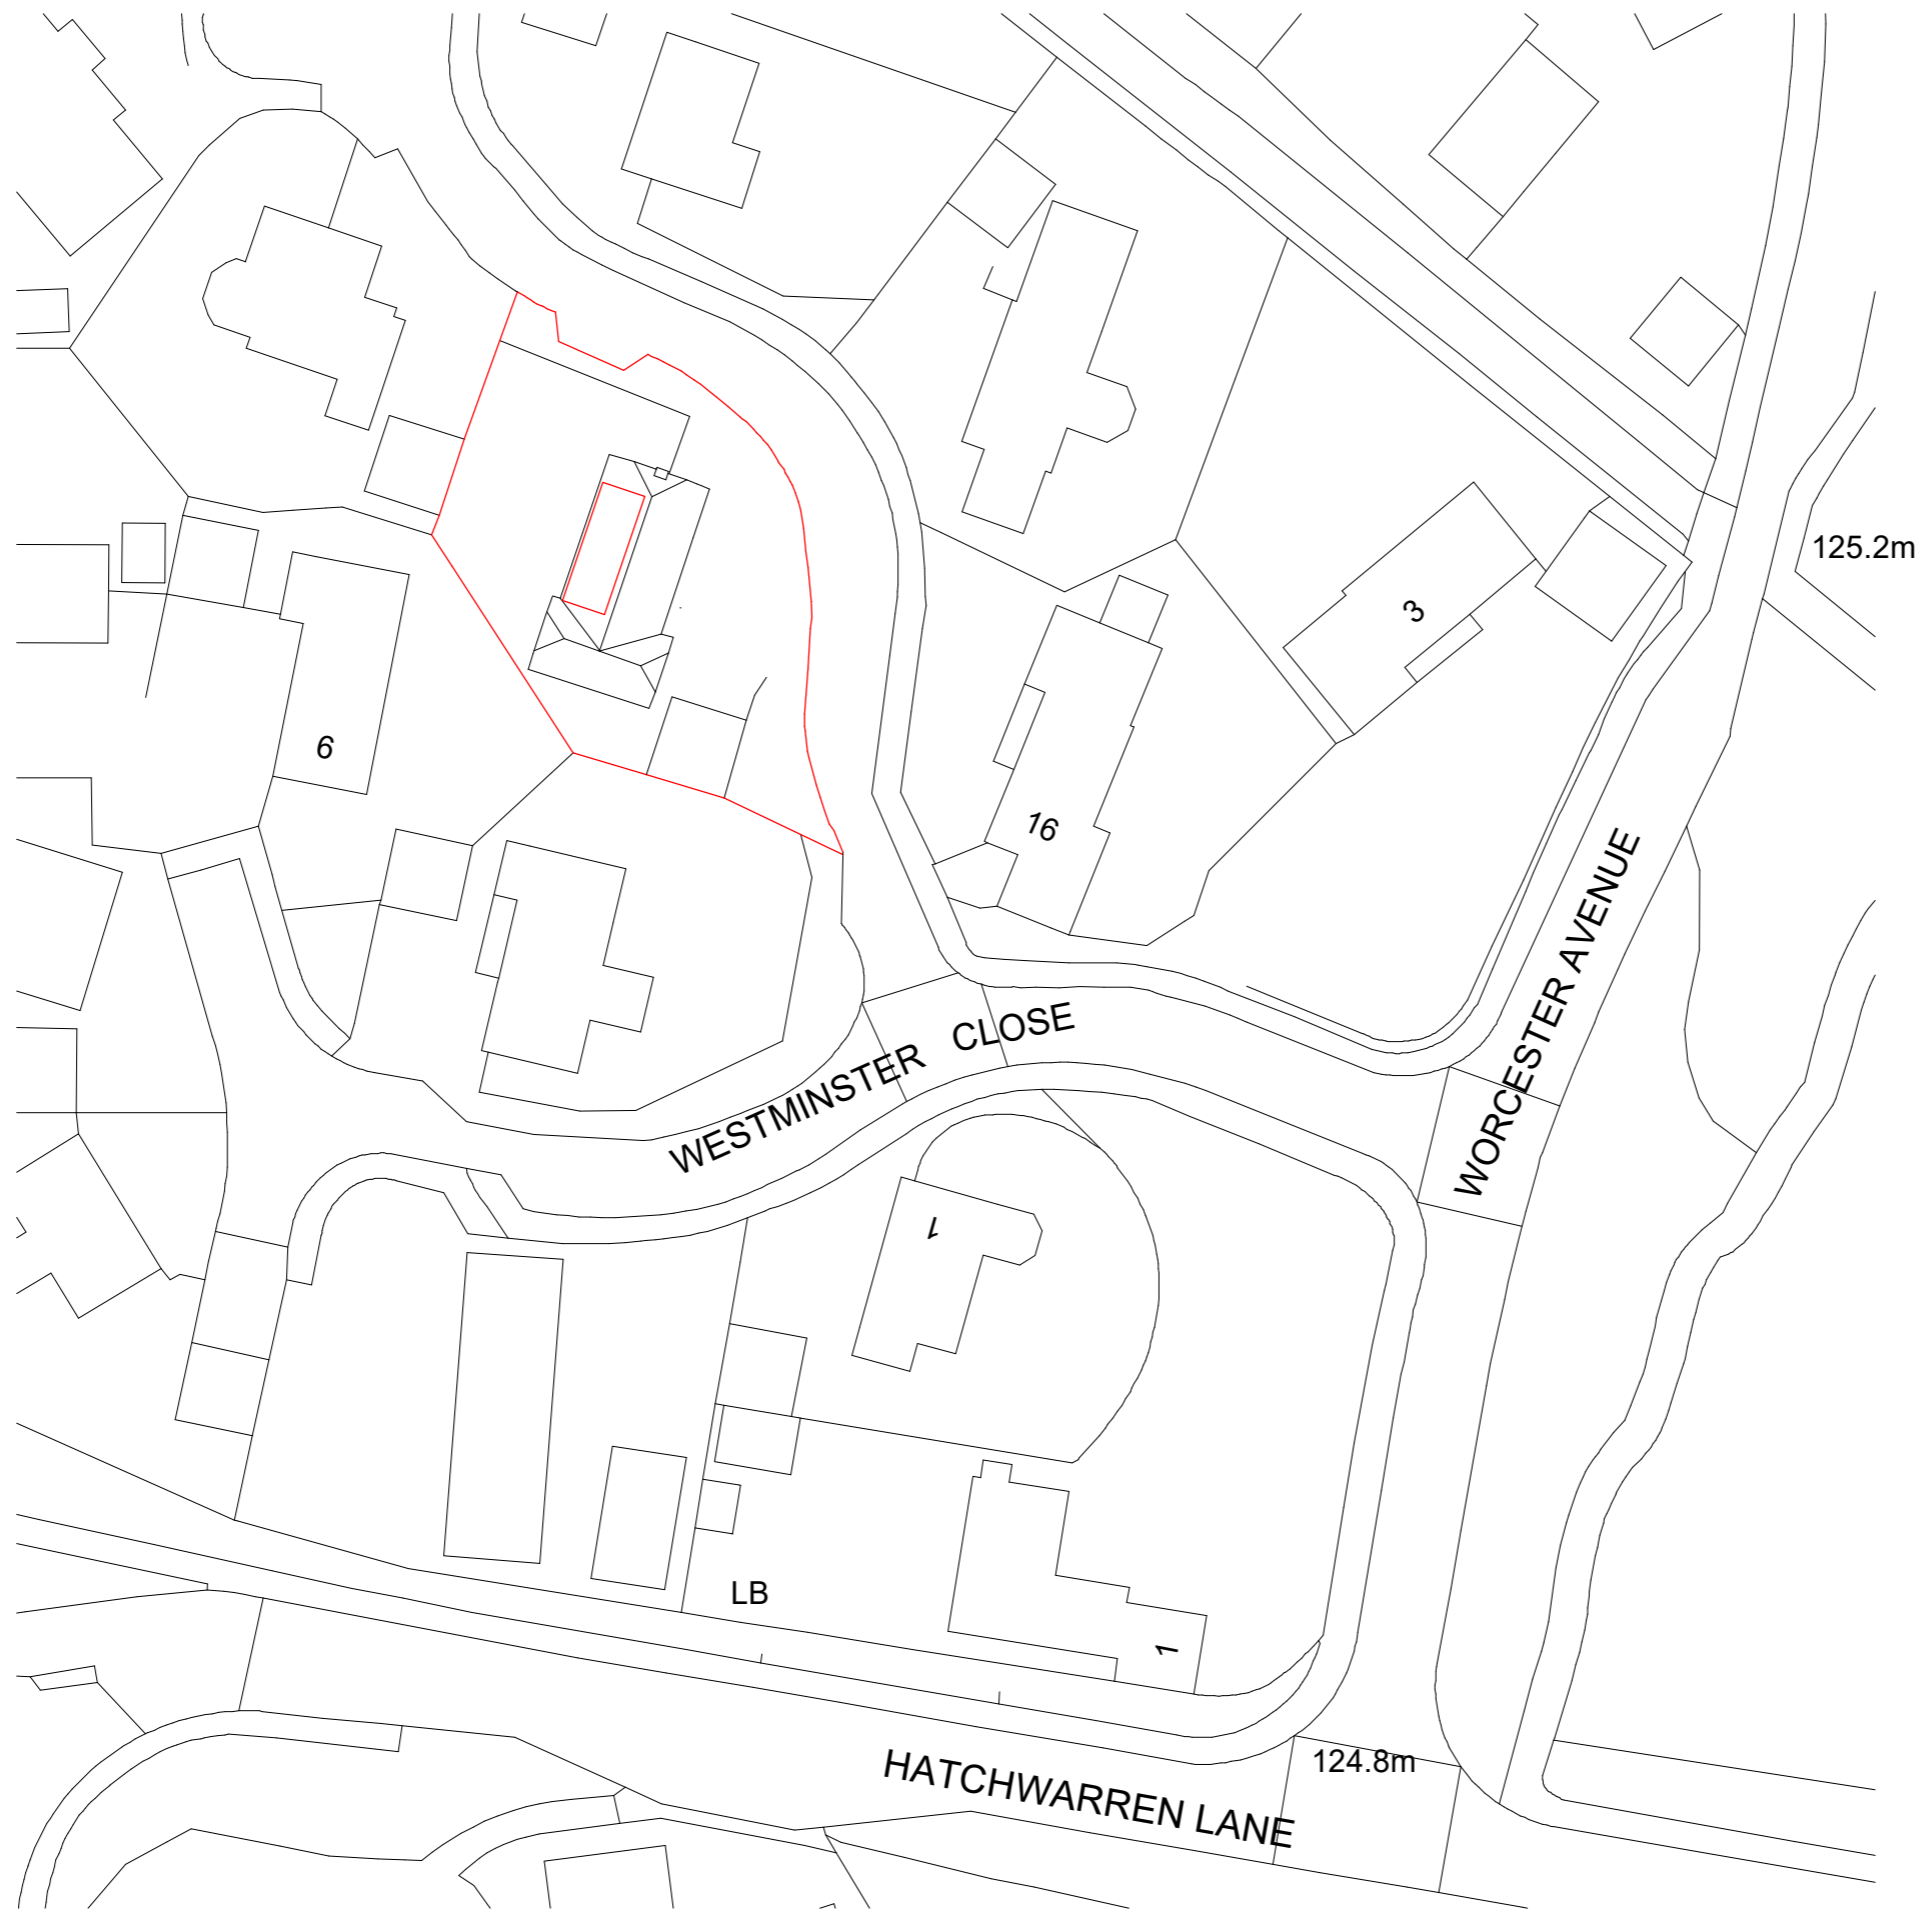 125.2m
3
6
16
WORCESTER AVENUE
WESTMINSTER CLOSE
1
LB
1
124.8m
HATCHWARREN LANE